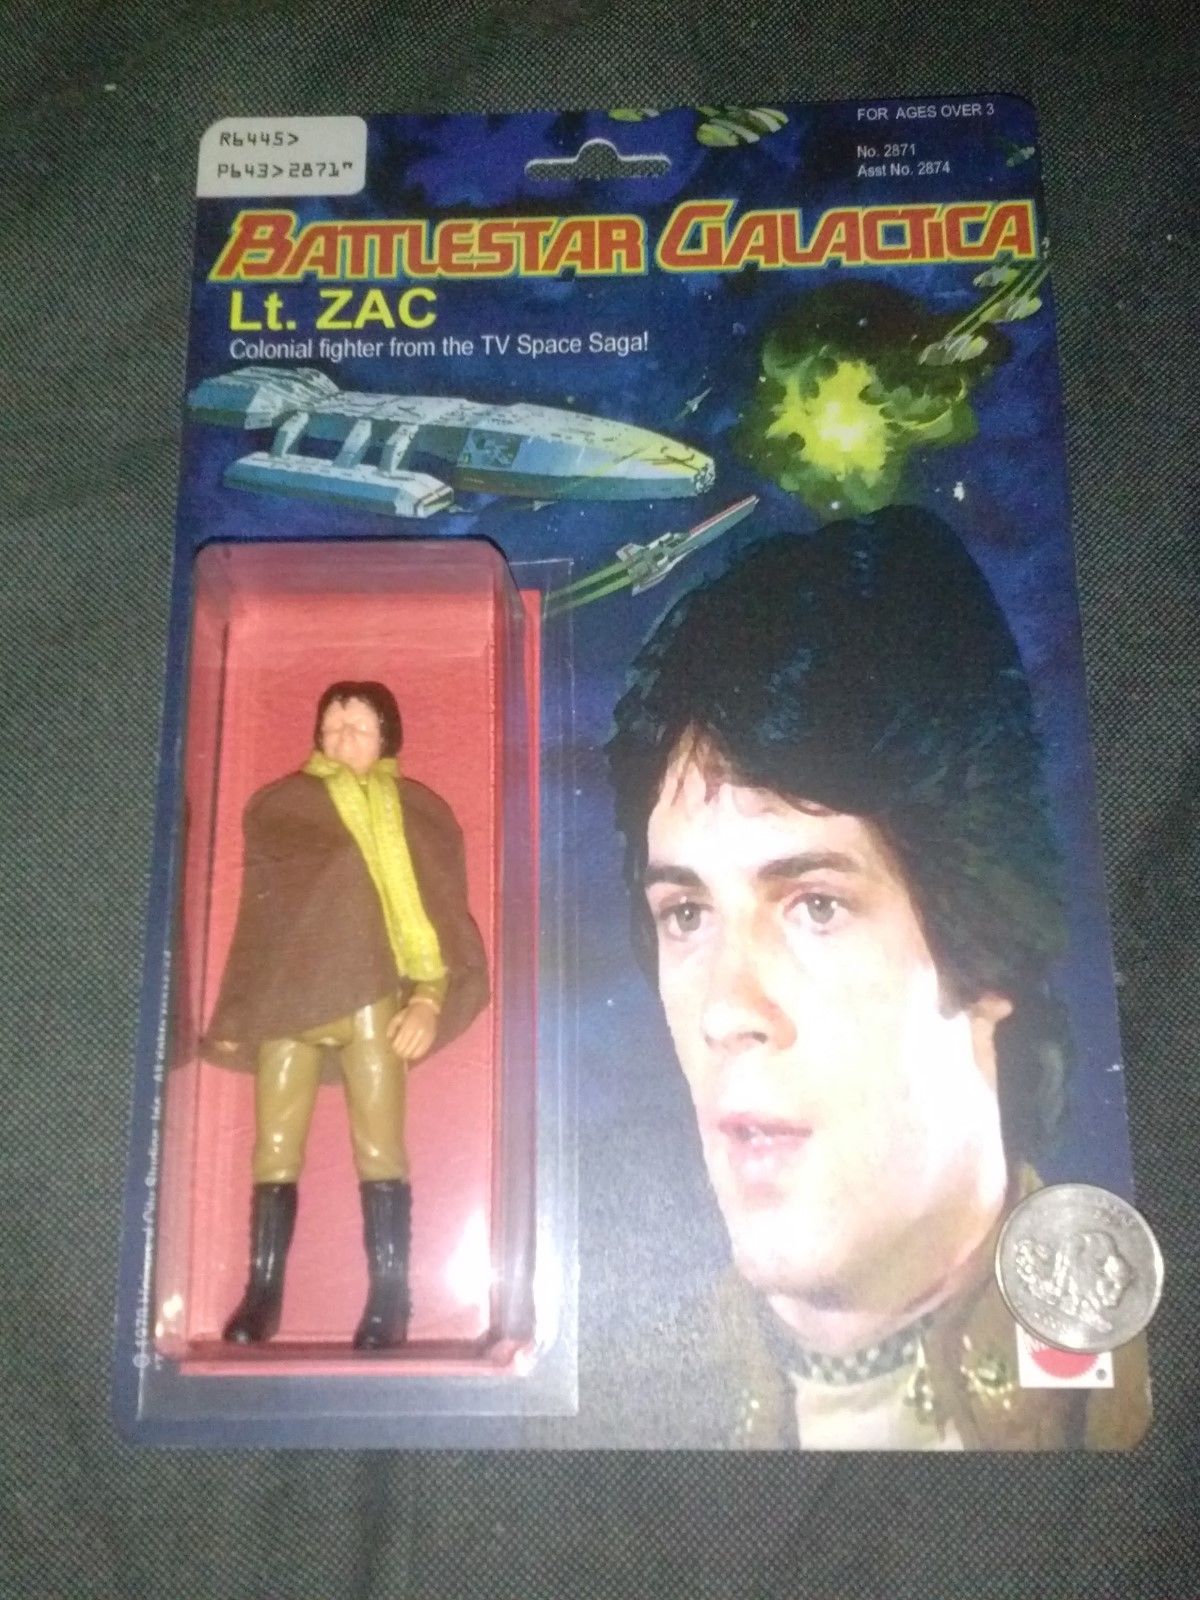 R6445>
P643>2871"
FOR AGES OVER 3
No. 2871
Asst No. 2874
BATTLESTAR GALACTICA
Lt. ZAC
Colonial fighter from the TV Space Saga!